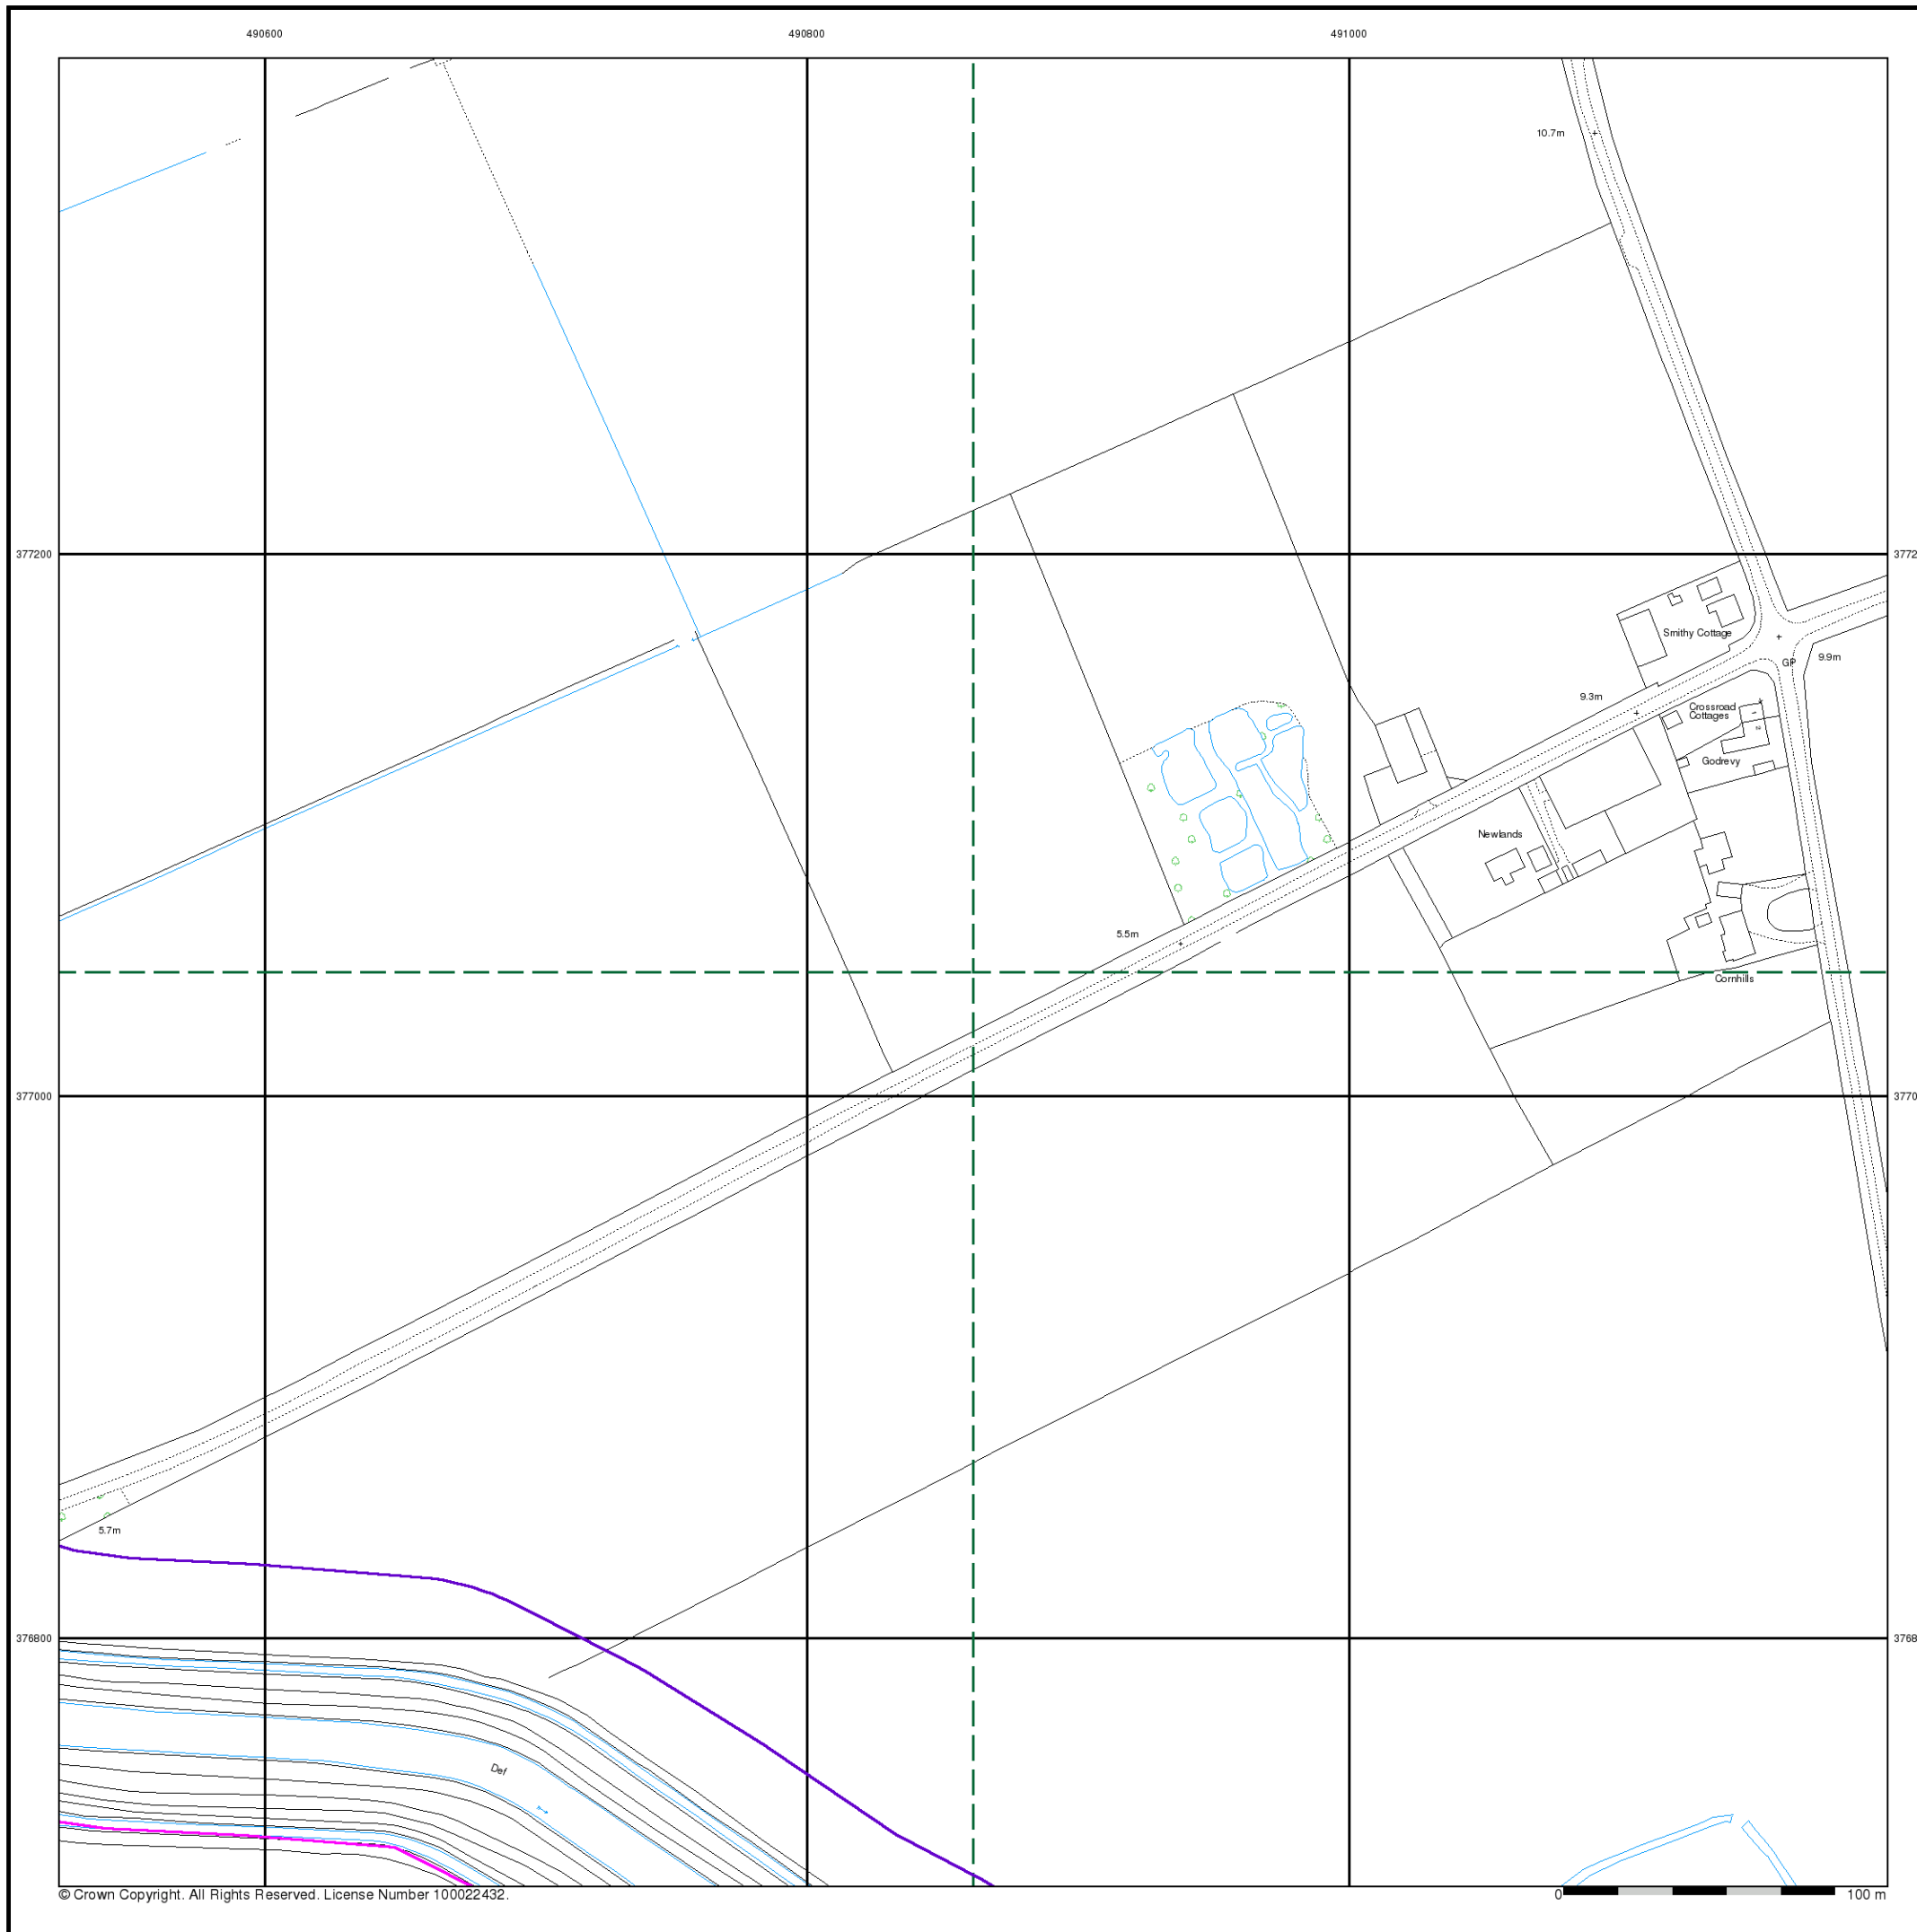 490600 490800 491000
10.7m
377200 3772
Smithy Cottage
GP 9.9m
9.3m
Crossroad
Cottages
1
2
Godrevy
Newlands
5.5m
Cornhills
377000 3770
5.7m
376800 3768
Def
© Crown Copyright. All Rights Reserved. License Number 100022432.
0 100 m